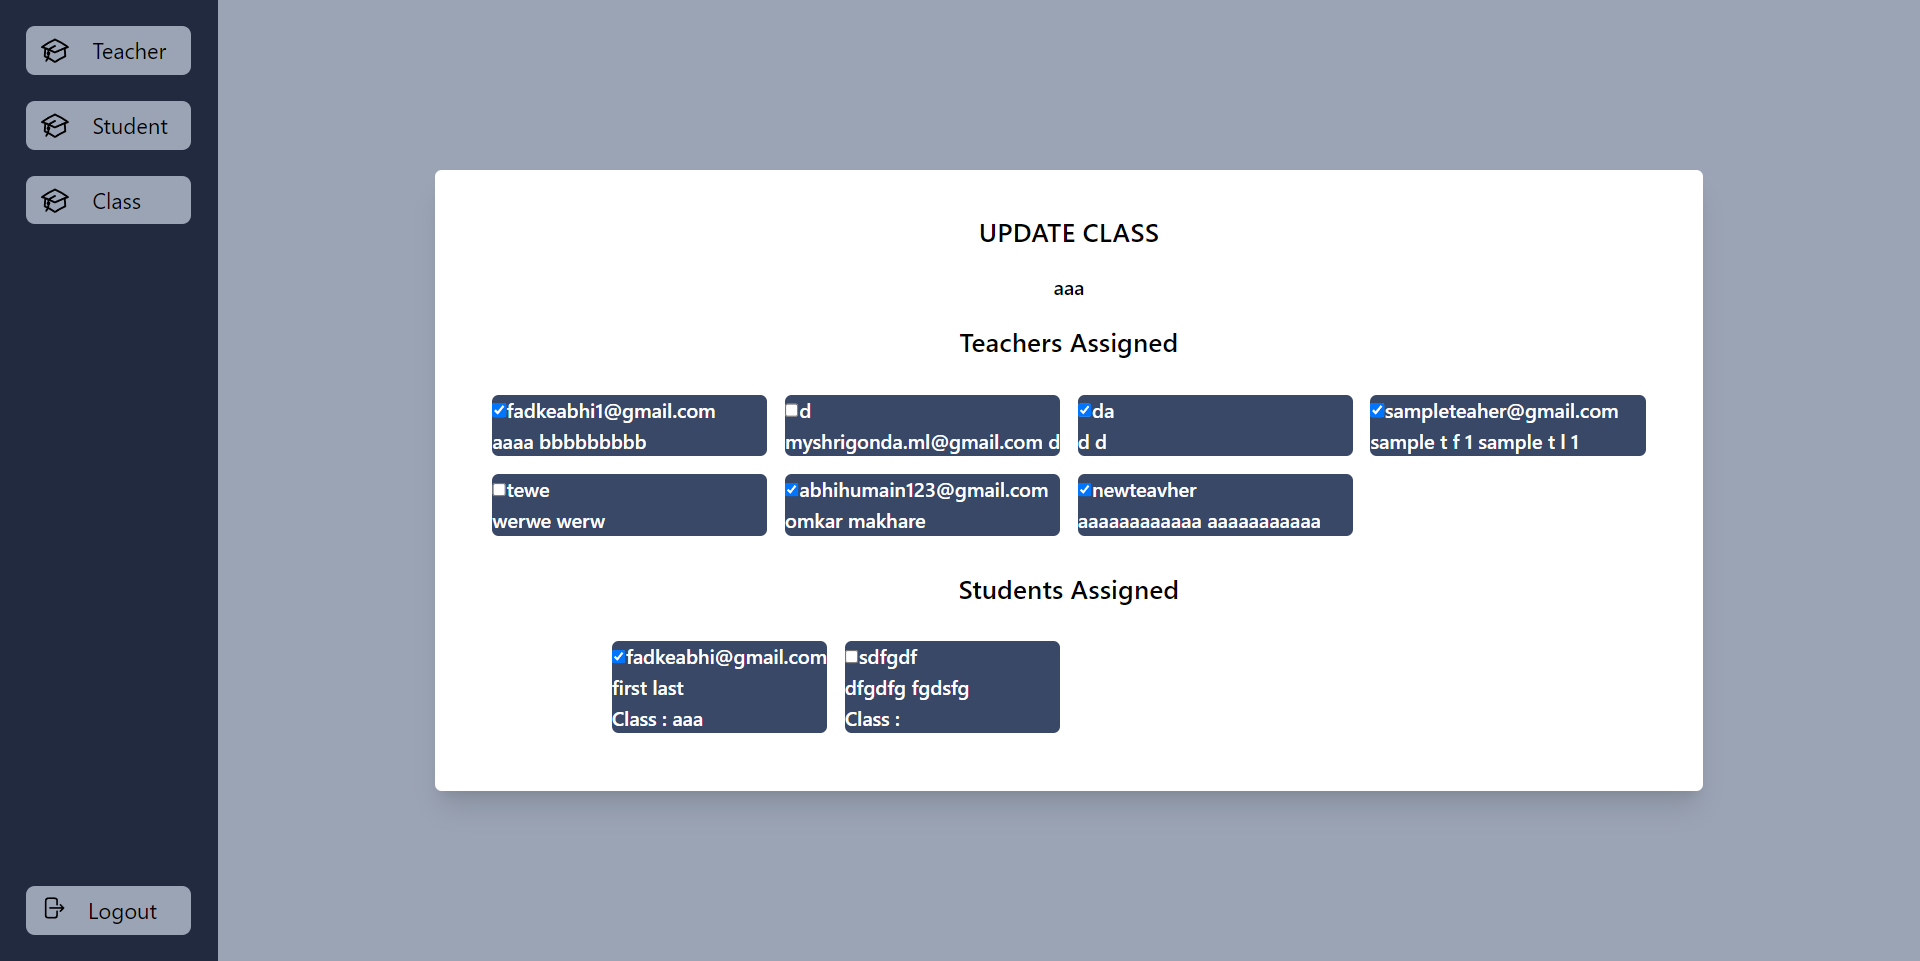 Teacher
Student
Class
Logout
UPDATE CLASS
aaa
Teachers Assigned
fadkeabhi1@gmail.com
aaaa bbbbbbbbb
d
myshrigonda.ml@gmail.com d
da
d d
sampleteaher@gmail.com
sample t f 1 sample t l 1
tewe
werwe werw
abhihumain123@gmail.com
omkar makhare
newteavher
aaaaaaaaaaaa aaaaaaaaaaa
Students Assigned
fadkeabhi@gmail.com
first last
Class : aaa
sdfgdf
dfgdfg fgdsfg
Class :